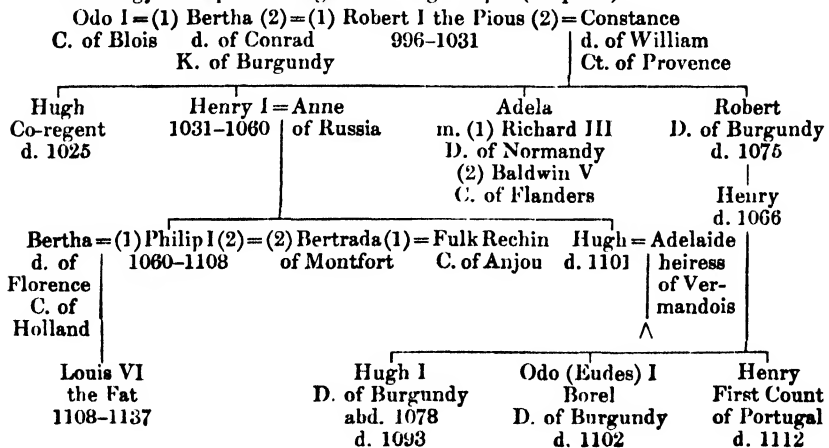 Odo I = (1) Bertha (2) = (1) Robert I the Pious (2) = Constance
C. of Blois d. of Conrad 996–1031 d. of William
K. of Burgundy Ct. of Provence
Hugh Henry I = Anne Adela Robert
Co-regent 1031–1060 of Russia m. (1) Richard III D. of Burgundy
d. 1025 D. of Normandy d. 1075
(2) Baldwin V
C. of Flanders Henry
d. 1066
Bertha = (1) Philip I (2) = (2) Bertrada (1) = Fulk Rechin Hugh = Adelaide
d. of 1060–1108 of Montfort C. of Anjou d. 1101 heiress
Florence of Ver-
C. of mandois
Holland
Louis VI Hugh I Odo (Eudes) I Henry
the Fat D. of Burgundy Borel First Count
1108–1137 abd. 1078 D. of Burgundy of Portugal
d. 1093 d. 1102 d. 1112